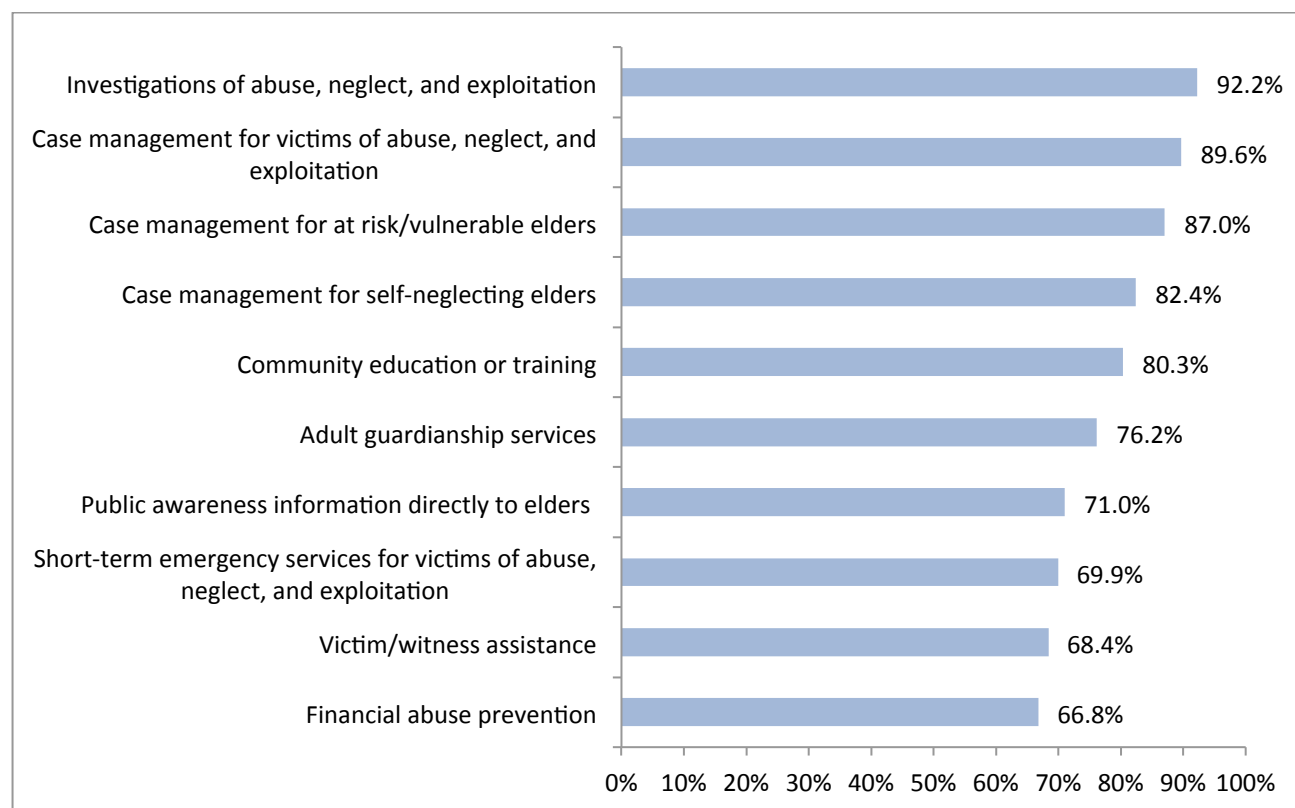 Investigations of abuse, neglect, and exploitation
92.2%
Case management for victims of abuse, neglect, and
exploitation
89.6%
Case management for at risk/vulnerable elders
87.0%
Case management for self-neglecting elders
82.4%
Community education or training
80.3%
Adult guardianship services
76.2%
Public awareness information directly to elders
71.0%
Short-term emergency services for victims of abuse,
neglect, and exploitation
69.9%
Victim/witness assistance
68.4%
Financial abuse prevention
66.8%
0% 10% 20% 30% 40% 50% 60% 70% 80% 90% 100%